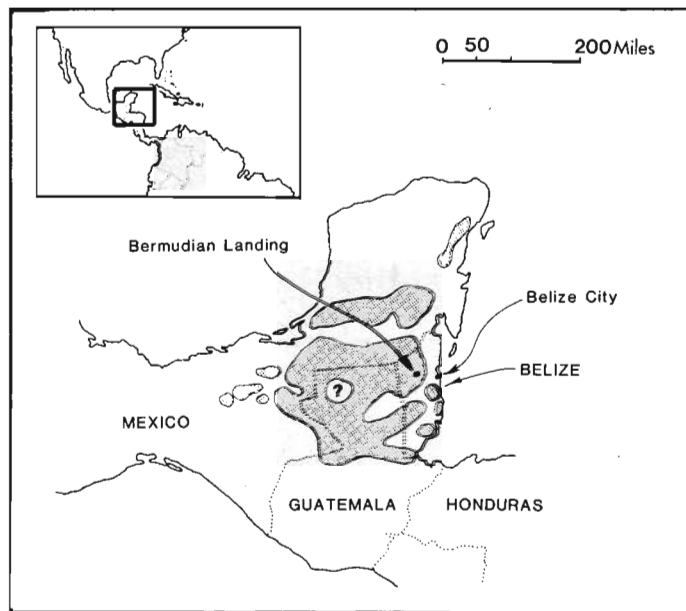 0 50 200 Miles
Bermudian Landing
Belize City
BELIZE
?
MEXICO
GUATEMALA
HONDURAS